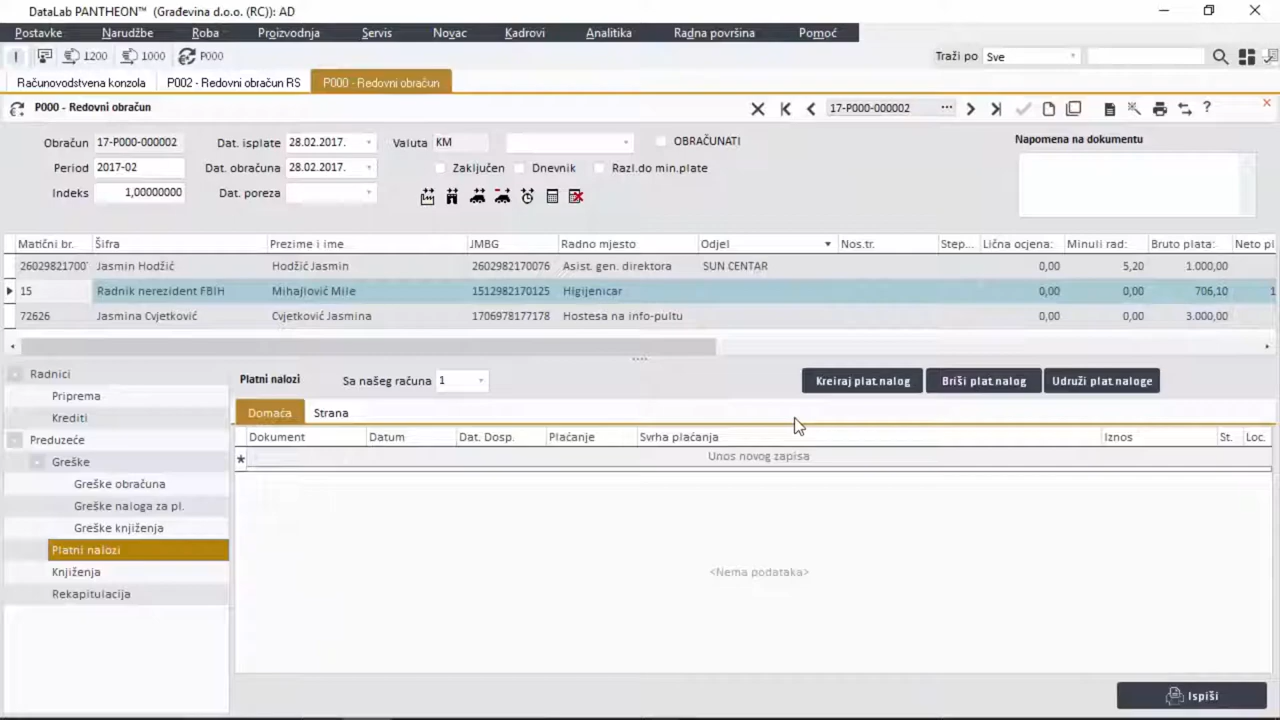 DataLab PANTHEON™ (Građevina d.o.o. (RC)): AD
Postavke Narudžbe Roba Proizvodnja Servis Novac Kadrovi Analitika Radna površina Pomoć
1200 1000 P000 Traži po Sve
Računovodstvena konzola P002 - Redovni obračun RS P000 - Redovni obračun
P000 - Redovni obračun 17-P000-000002 ... ?
Obračun 17-P000-000002 Dat. isplate 28.02.2017. Valuta KM OBRAČUNATI Napomena na dokumentu
Period 2017-02 Dat. obračuna 28.02.2017. Zaključen Dnevnik Razl.do min.plate
Indeks 1,00000000 Dat. poreza
Matični br. Šifra Prezime i ime... JMBG Radno mjesto Odjel Nos.tr. Step... Lična ocjena: Minuli rad: Bruto plata: Neto pl
26029821700 Jasmin Hodžić Hodžić Jasmin 2602982170076 Asist. gen. direktora SUN CENTAR 0,00 5,20 1.000,00
15 Radnik nerezident FBIH Mihajlović Mile 1512982170125 Higijeničar 0,00 0,00 706,10 1
72626 Jasmina Cvjetković Cvjetković Jasmina 1706978177178 Hostesa na info-pultu 0,00 0,00 3.000,00
Radnici
Priprema
Krediti
Preduzeće
Greške
Greške obračuna
Greške naloga za pl.
Greške knjiženja
Platni nalozi
Knjiženja
Rekapitulacija
Platni nalozi Sa našeg računa 1 Kreiraj plat.nalog Briši plat.nalog Udruži plat.naloge
Domaća Strana
Dokument Datum Dat. Dosp. Plaćanje Svrha plaćanja Iznos St. Loc.
Unos novog zapisa
<Nema podataka>
Ispiši